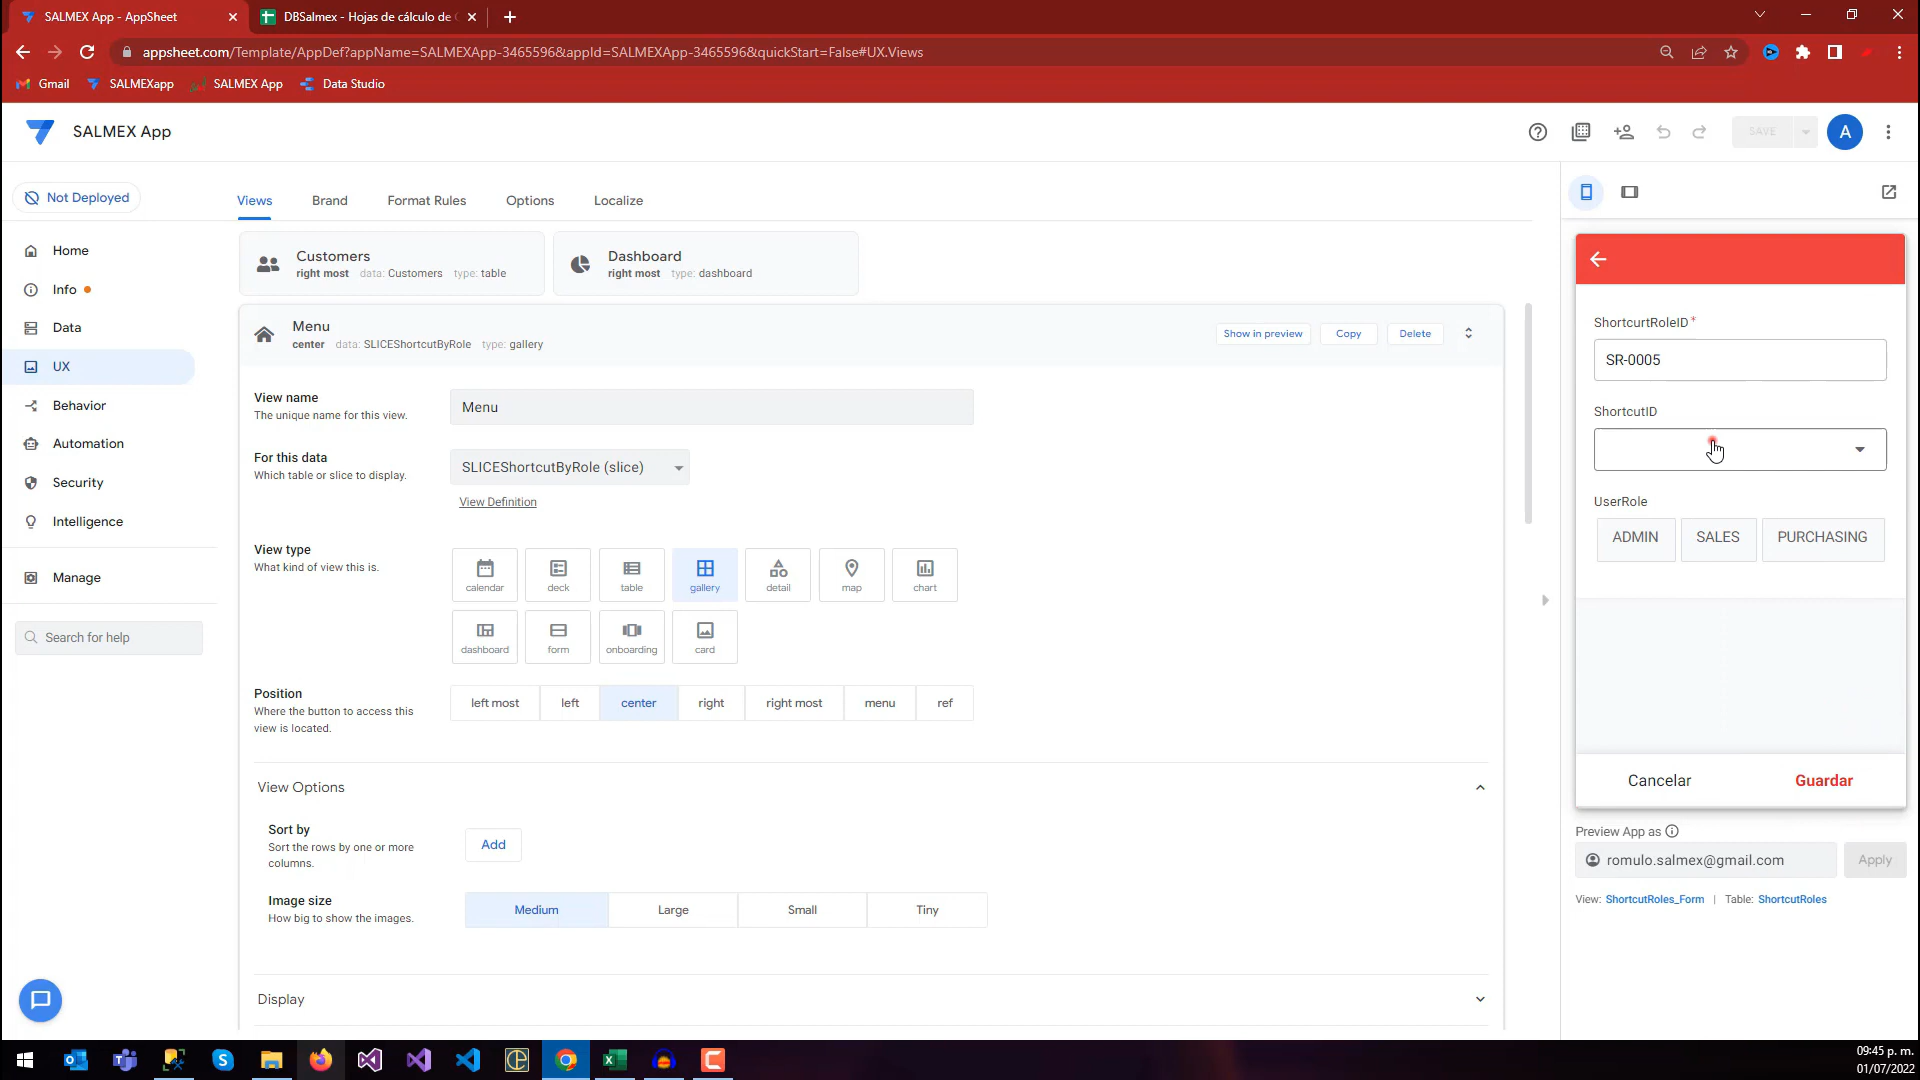 SALMEX App - AppSheet
DBSalmex - Hojas de cálculo de
appsheet.com/Template/AppDef?appName=SALMEXApp-3465596&appId=SALMEXApp-3465596&quickStart=False#UX.Views
Gmail SALMEXapp SALMEX App Data Studio
SALMEX App
SAVE A
Not Deployed
Views Brand Format Rules Options Localize
Home
Info
Data
UX
Behavior
Automation
Security
Intelligence
Manage
Search for help
Customers
right most data: Customers type: table
Dashboard
right most type: dashboard
Menu
center data: SLICEShortcutByRole type: gallery
Show in preview Copy Delete
View name
The unique name for this view.
Menu
For this data
Which table or slice to display.
SLICEShortcutByRole (slice)
View Definition
View type
What kind of view this is.
calendar deck table gallery detail map chart
dashboard form onboarding card
Position
Where the button to access this
view is located.
left most left center right right most menu ref
View Options
Sort by
Sort the rows by one or more
columns.
Add
Image size
How big to show the images.
Medium Large Small Tiny
Display
ShortcurtRoleID*
SR-0005
ShortcutID
UserRole
ADMIN SALES PURCHASING
Cancelar Guardar
Preview App as
romulo.salmex@gmail.com Apply
View: ShortcutRoles_Form | Table: ShortcutRoles
09:45 p. m.
01/07/2022